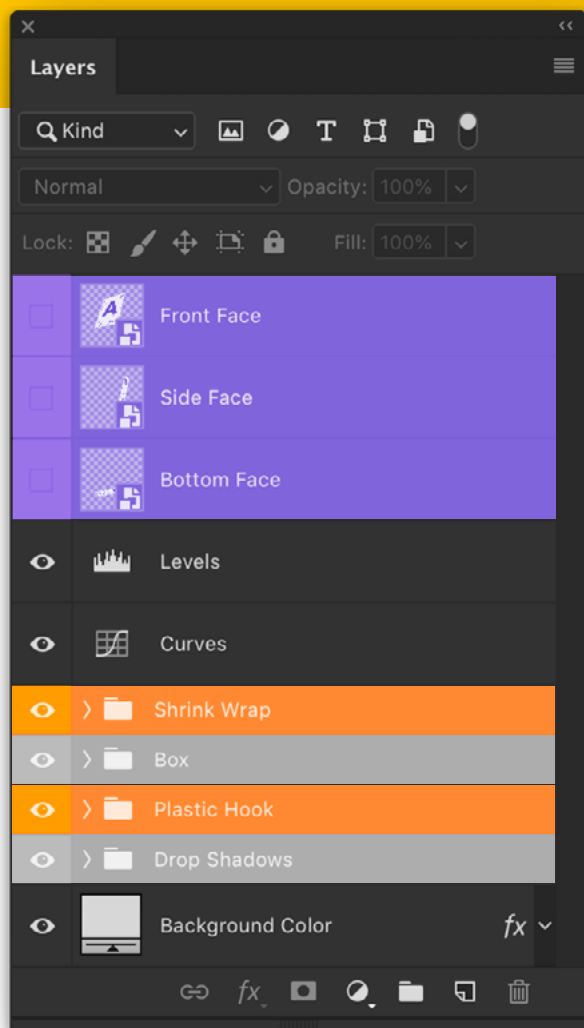 Layers
Kind
T
Normal Opacity: 100%
Lock: Fill: 100%
A
Front Face
Side Face
Bottom Face
Levels
Curves
Shrink Wrap
Box
Plastic Hook
Drop Shadows
Background Color fx
fx